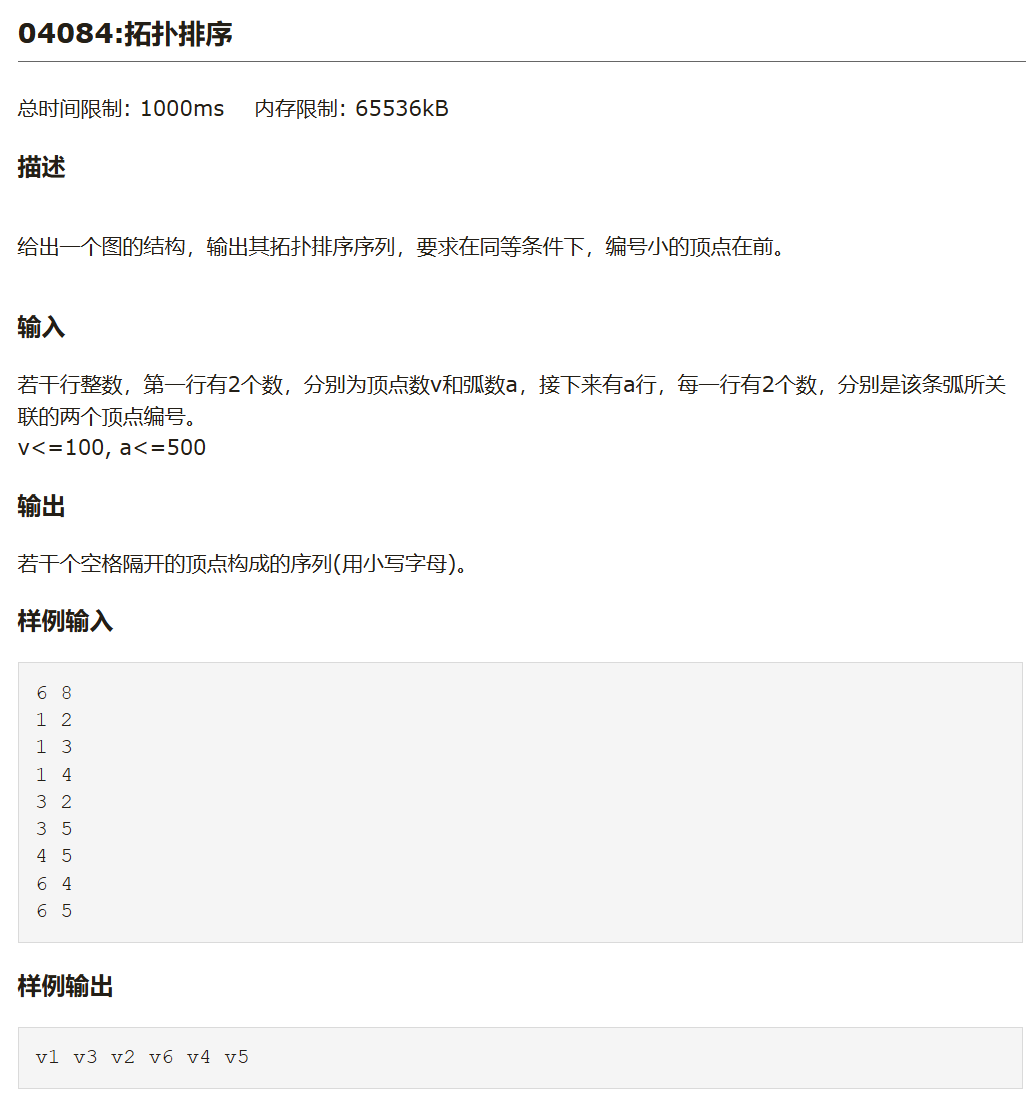 04084:拓扑排序
总时间限制: 1000ms 内存限制: 65536kB
描述
给出一个图的结构，输出其拓扑排序序列，要求在同等条件下，编号小的顶点在前。
输入
若干行整数，第一行有2个数，分别为顶点数v和弧数a，接下来有a行，每一行有2个数，分别是该条弧所关
联的两个顶点编号。
v<=100, a<=500
输出
若干个空格隔开的顶点构成的序列(用小写字母)。
样例输入
6 8
1 2
1 3
1 4
3 2
3 5
4 5
6 4
6 5
样例输出
v1 v3 v2 v6 v4 v5